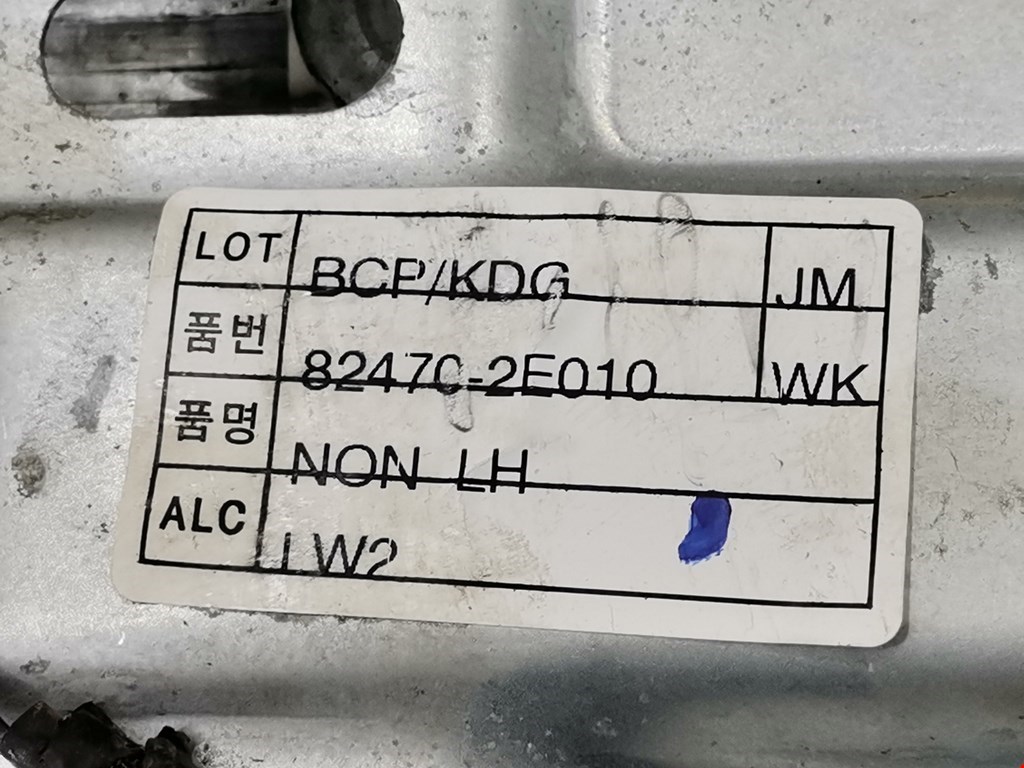 LOT BCP/KDG JM
품번 82470-2E010 WK
품명 NON LH
ALC LW2